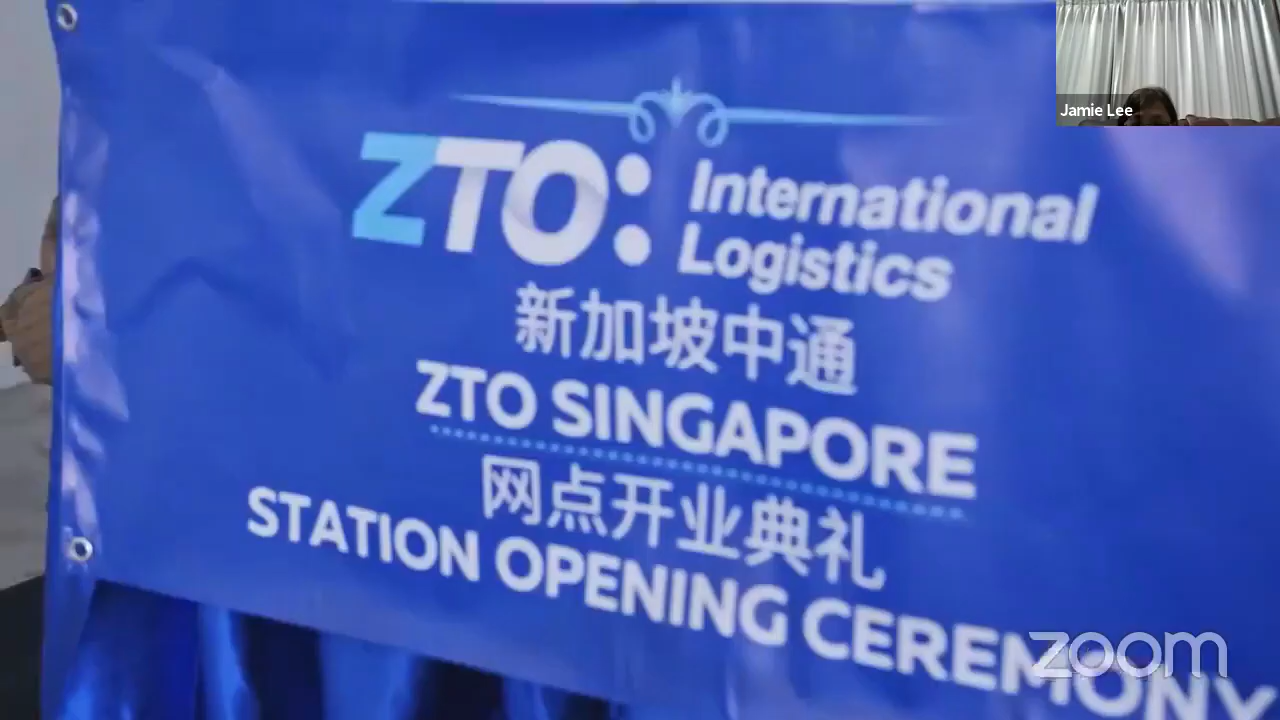 Jamie Lee
ZTO: International
Logistics
新加坡中通
ZTO SINGAPORE
网点开业典礼
STATION OPENING CEREMONY
zoom